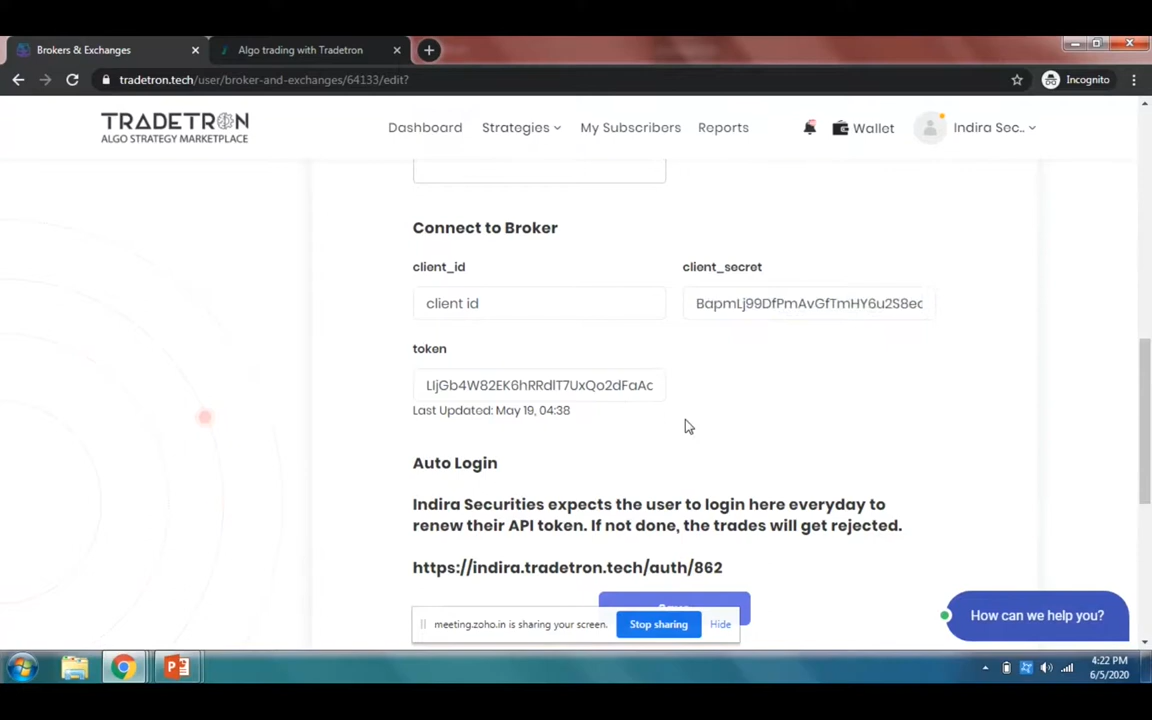 Brokers & Exchanges
Algo trading with Tradetron
tradetron.tech/user/broker-and-exchanges/64133/edit?
Incognito
TRADETRON
ALGO STRATEGY MARKETPLACE
Dashboard
Strategies
My Subscribers
Reports
Wallet
Indira Sec..
Connect to Broker
client_id
client_secret
client id
BapmLj99DfPmAvGfTmHY6u2S8ec
token
LIjGb4W82EK6hRRdlT7UxQo2dFaAc
Last Updated: May 19, 04:38
Auto Login
Indira Securities expects the user to login here everyday to
renew their API token. If not done, the trades will get rejected.
https://indira.tradetron.tech/auth/862
How can we help you?
meeting.zoho.in is sharing your screen.
Stop sharing
Hide
4:22 PM
6/5/2020